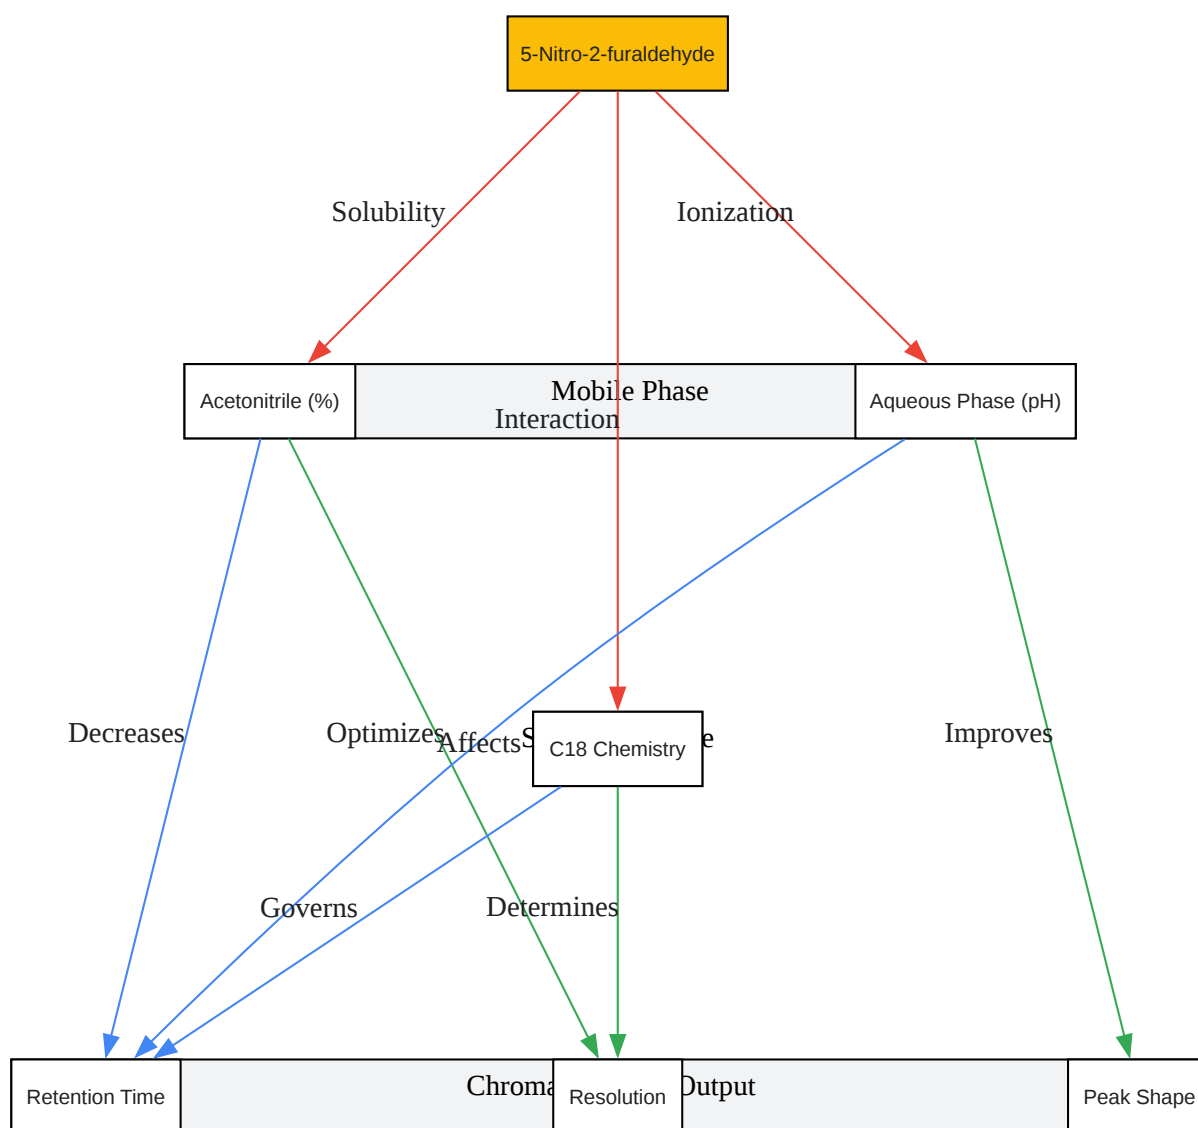 5-Nitro-2-furaldehyde
Solubility
Ionization
Mobile Phase
Acetonitrile (%)
Aqueous Phase (pH)
Interaction
Decreases
Optimizes
Affects
C18 Chemistry
Improves
Governs
Determines
Output
Retention Time
Resolution
Peak Shape